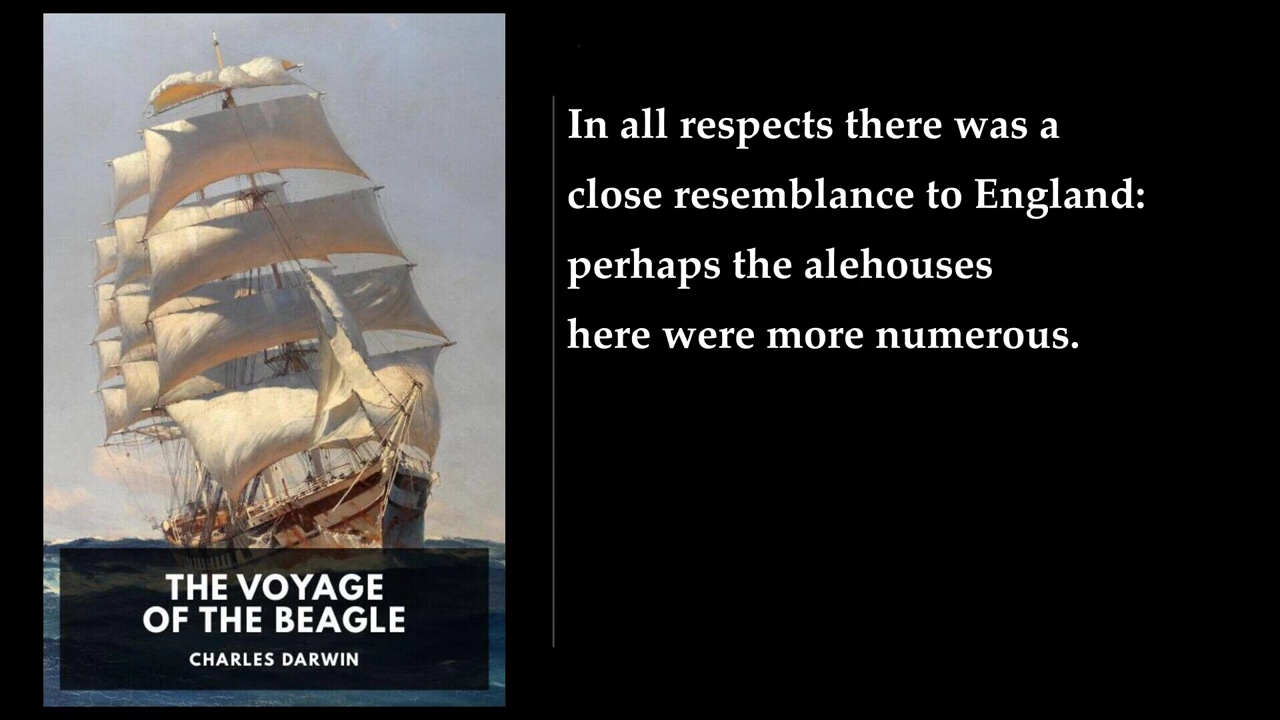 THE VOYAGE
OF THE BEAGLE
CHARLES DARWIN
In all respects there was a
close resemblance to England:
perhaps the alehouses
here were more numerous.